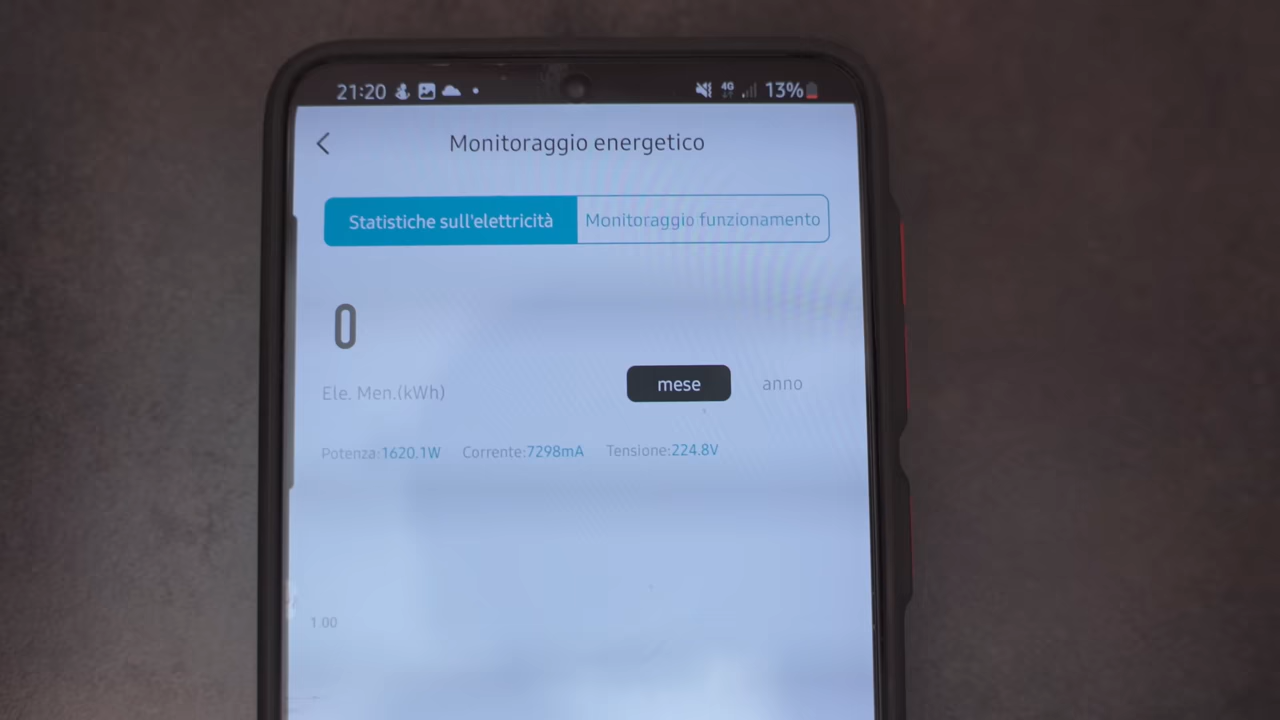 21:20 4G 13%
Monitoraggio energetico
Statistiche sull'elettricità Monitoraggio funzionamento
0
Ele. Men.(kWh) mese anno
Potenza:1620.1W Corrente:7298mA Tensione:224.8V
1.00